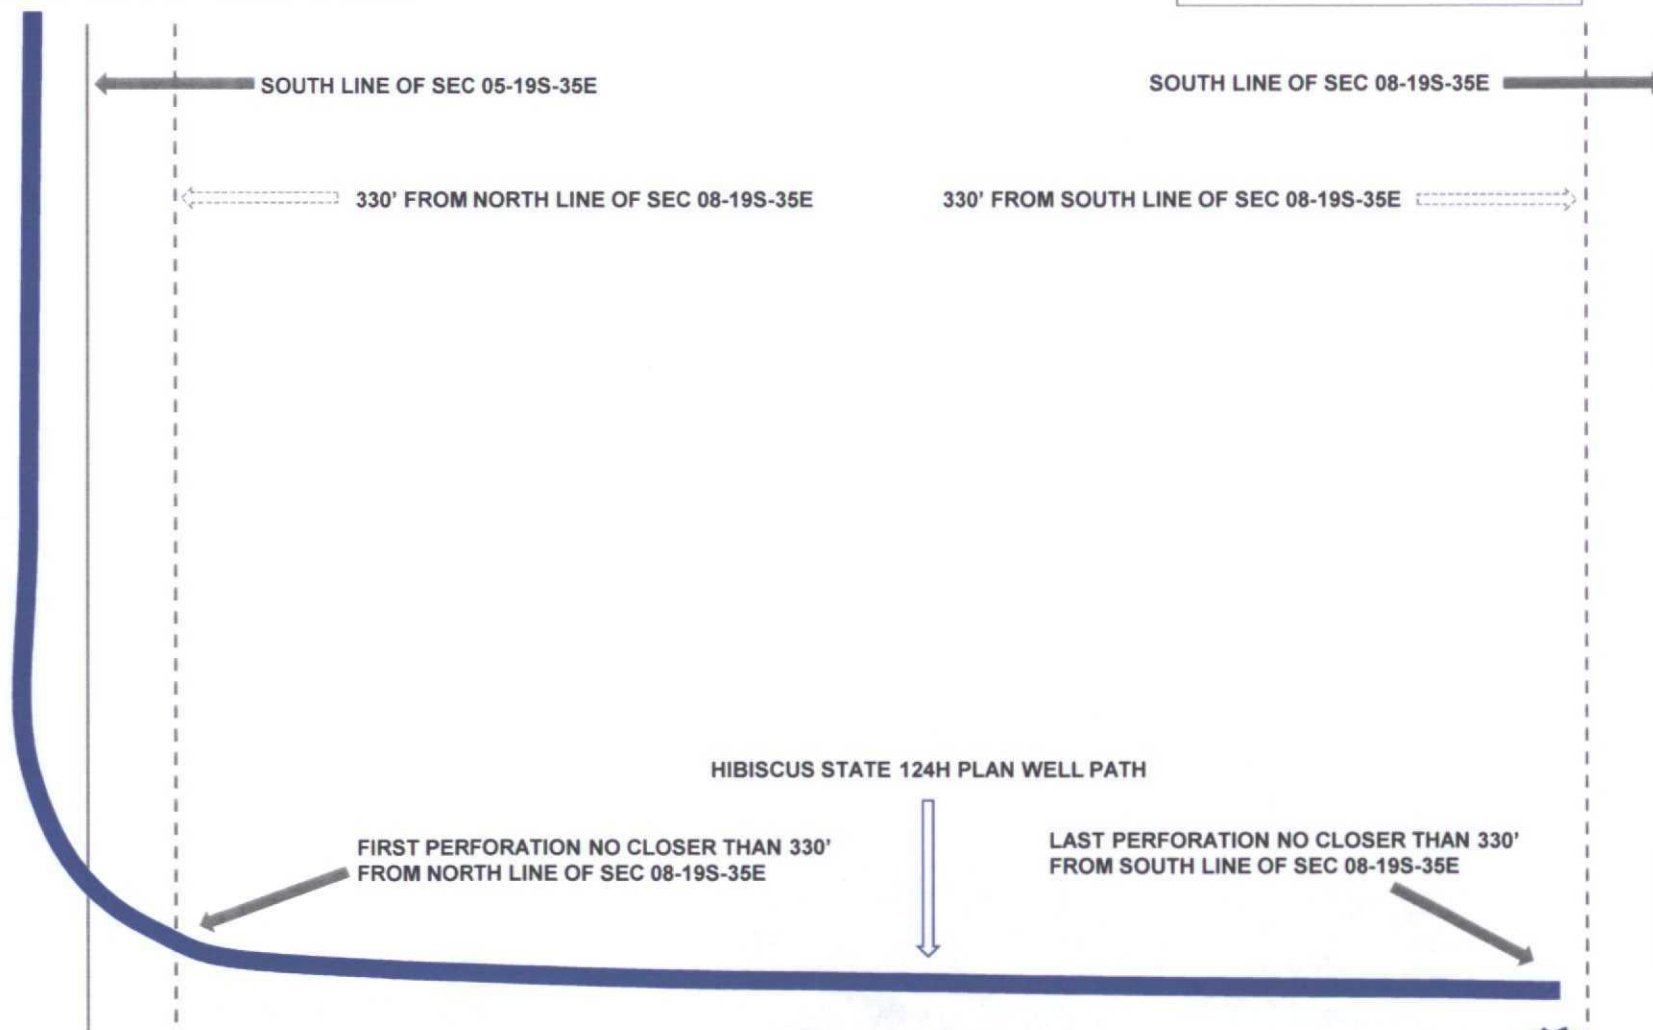 SOUTH LINE OF SEC 05-19S-35E
SOUTH LINE OF SEC 08-19S-35E
330' FROM NORTH LINE OF SEC 08-19S-35E
330' FROM SOUTH LINE OF SEC 08-19S-35E
HIBISCUS STATE 124H PLAN WELL PATH
FIRST PERFORATION NO CLOSER THAN 330'
FROM NORTH LINE OF SEC 08-19S-35E
LAST PERFORATION NO CLOSER THAN 330'
FROM SOUTH LINE OF SEC 08-19S-35E